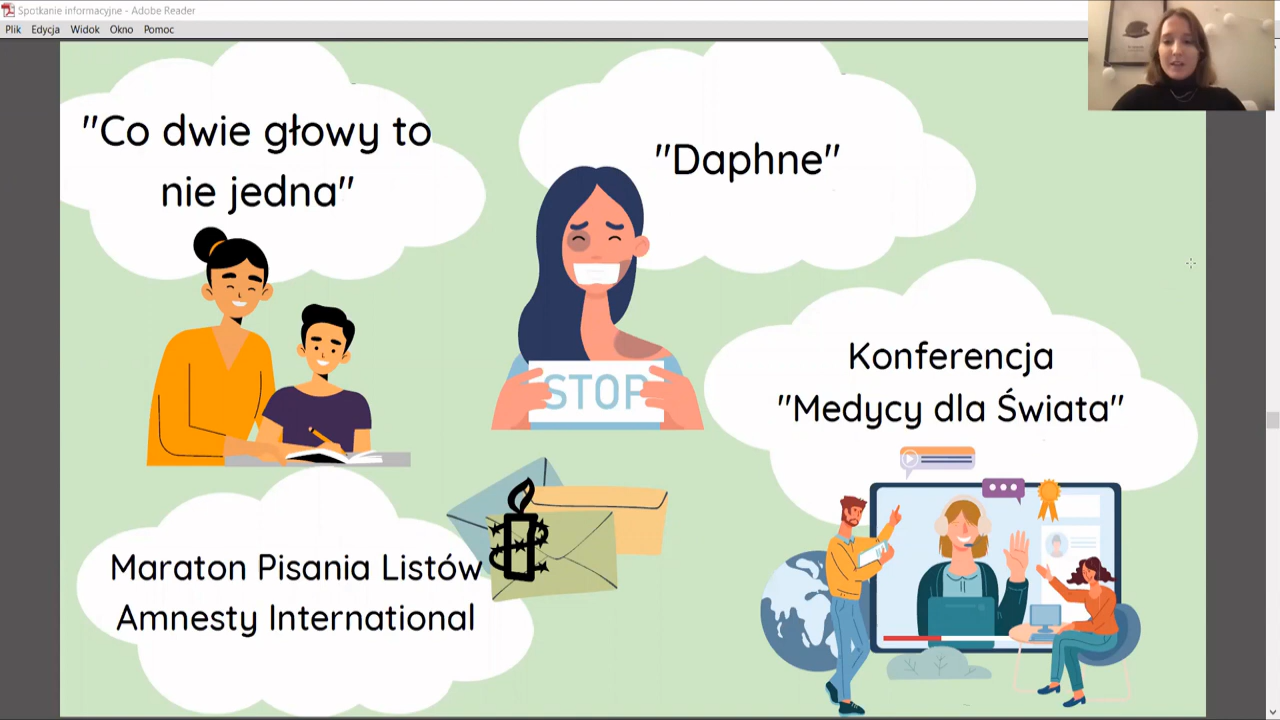 Spotkanie informacyjne - Adobe Reader
Plik Edycja Widok Okno Pomoc
"Co dwie głowy to
nie jedna"
"Daphne"
STOP
Konferencja
"Medycy dla Świata"
Maraton Pisania Listów
Amnesty International